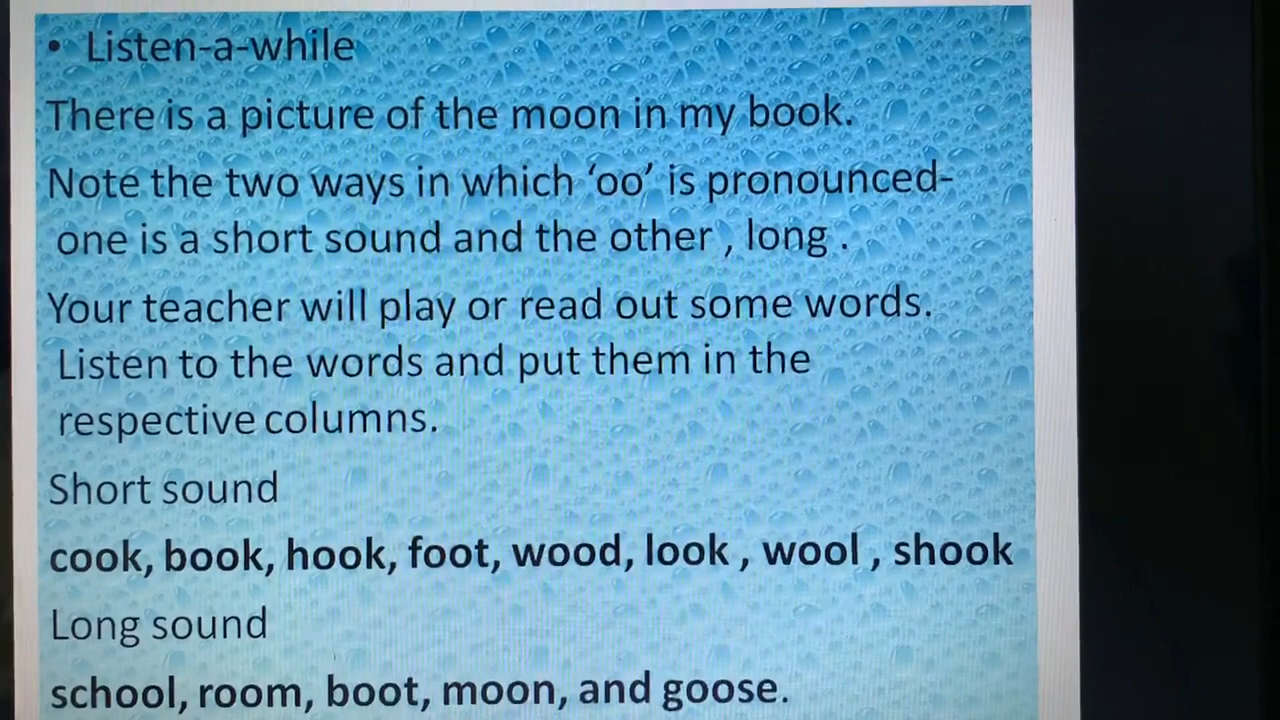 • Listen-a-while
There is a picture of the moon in my book.
Note the two ways in which ‘oo’ is pronounced-
one is a short sound and the other , long .
Your teacher will play or read out some words.
Listen to the words and put them in the
respective columns.
Short sound
cook, book, hook, foot, wood, look , wool , shook
Long sound
school, room, boot, moon, and goose.